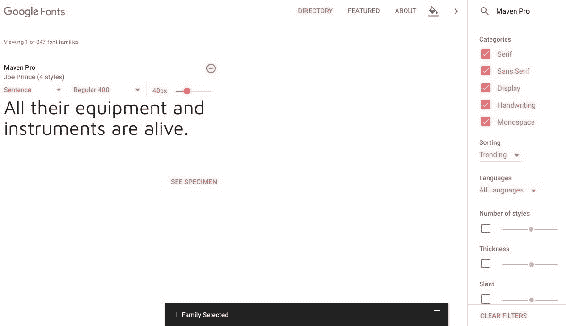 Google Fonts
DIRECTORY FEATURED ABOUT
Maven Pro
Viewing 1 of font families
Maven Pro
Joe Prince (4 styles)
Sentence Regular 400 40px
All their equipment and
instruments are alive.
SEE SPECIMEN
Family Selected
Categories
Serif
Sans Serif
Display
Handwriting
Monospace
Sorting
Trending
Languages
All Languages
Number of styles
Thickness
Slant
CLEAR FILTERS